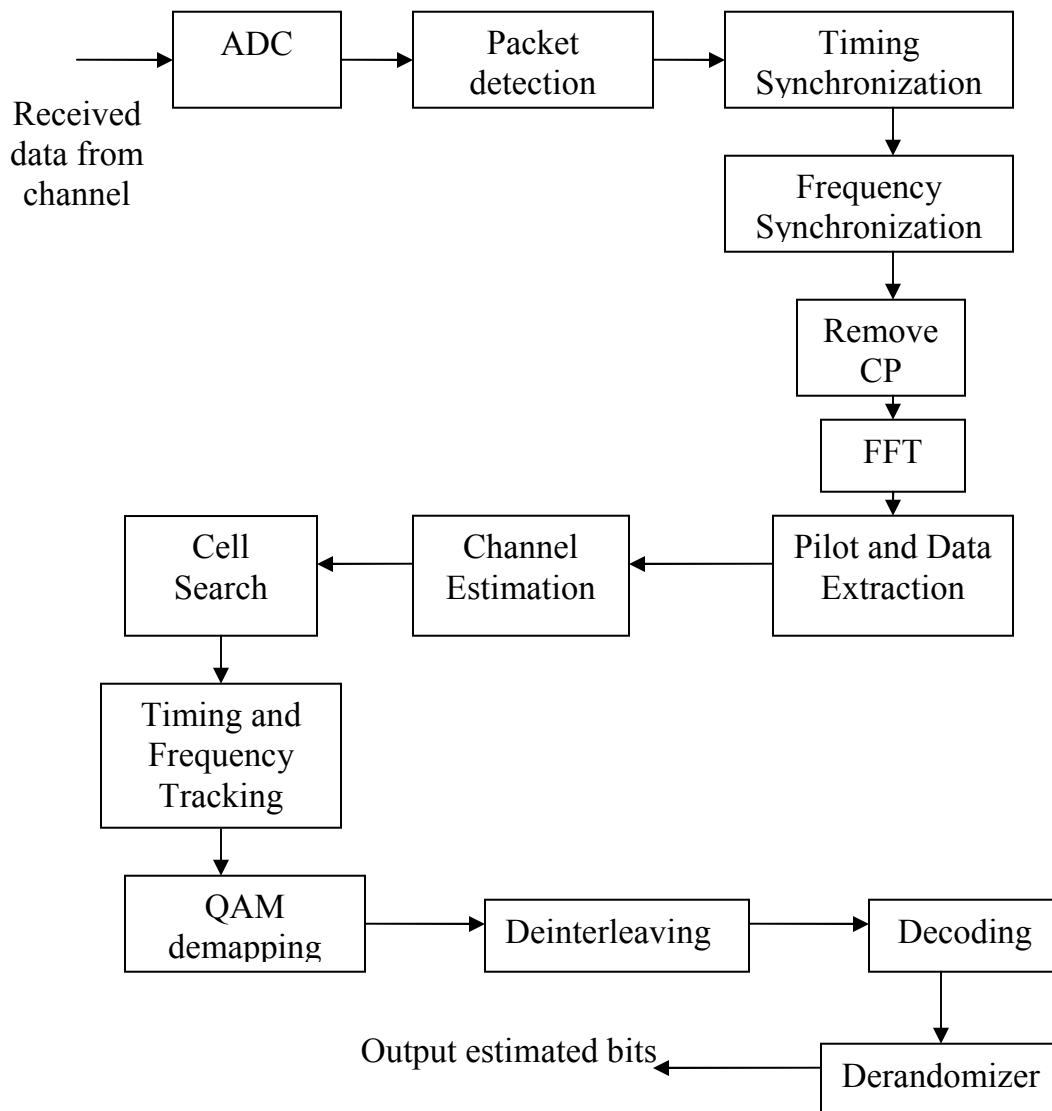 ADC
Packet
detection
Timing
Synchronization
Received
data from
channel
Frequency
Synchronization
Remove
CP
FFT
Cell
Search
Channel
Estimation
Pilot and Data
Extraction
Timing and
Frequency
Tracking
QAM
demapping
Deinterleaving
Decoding
Output estimated bits
Derandomizer